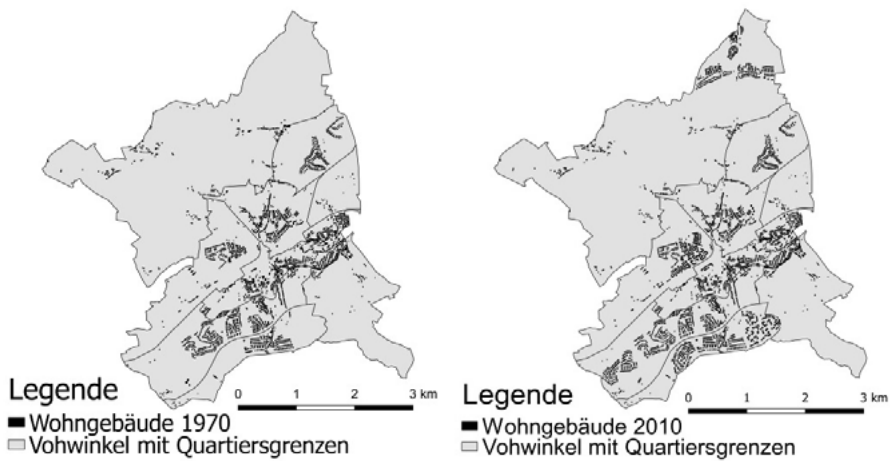 Legende
0 1 2 3 km
Wohngebäude 1970
Vohwinkel mit Quartiersgrenzen
Legende
0 1 2 3 km
Wohngebäude 2010
Vohwinkel mit Quartiersgrenzen